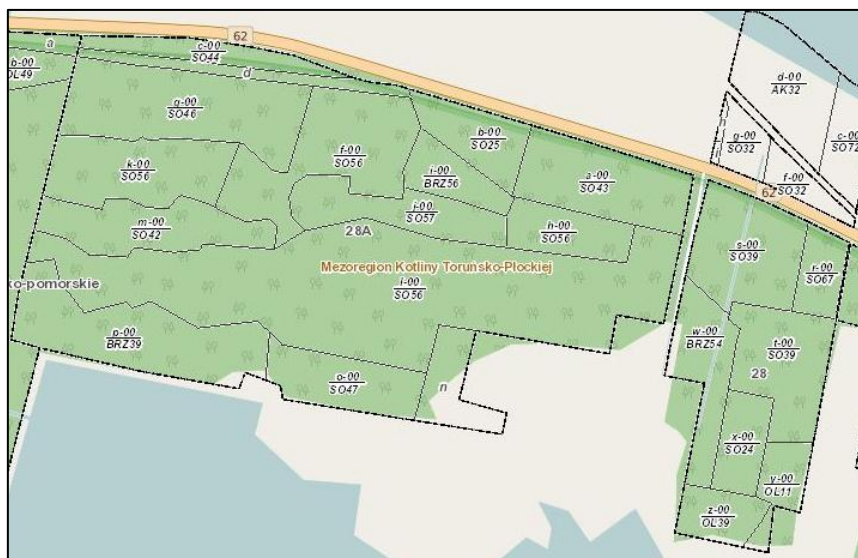 62
a
c-00
SO44
b-00
OL49
d
d-00
AK32
g-00
SO46
f-00
SO56
b-00
SO25
g-00
SO32
c-00
SO72
k-00
SO56
i-00
BRZ56
a-00
SO43
f-00
SO32
62
j-00
SO57
m-00
SO42
28A
h-00
SO56
s-00
SO39
r-00
SO67
Mezoregion Kotliny Toruńsko-Płockiej
ko-pomorskie
l-00
SO56
p-00
BRZ39
w-00
BRZ54
t-00
SO39
28
o-00
SO47
n
x-00
SO24
y-00
OL11
z-00
OL39